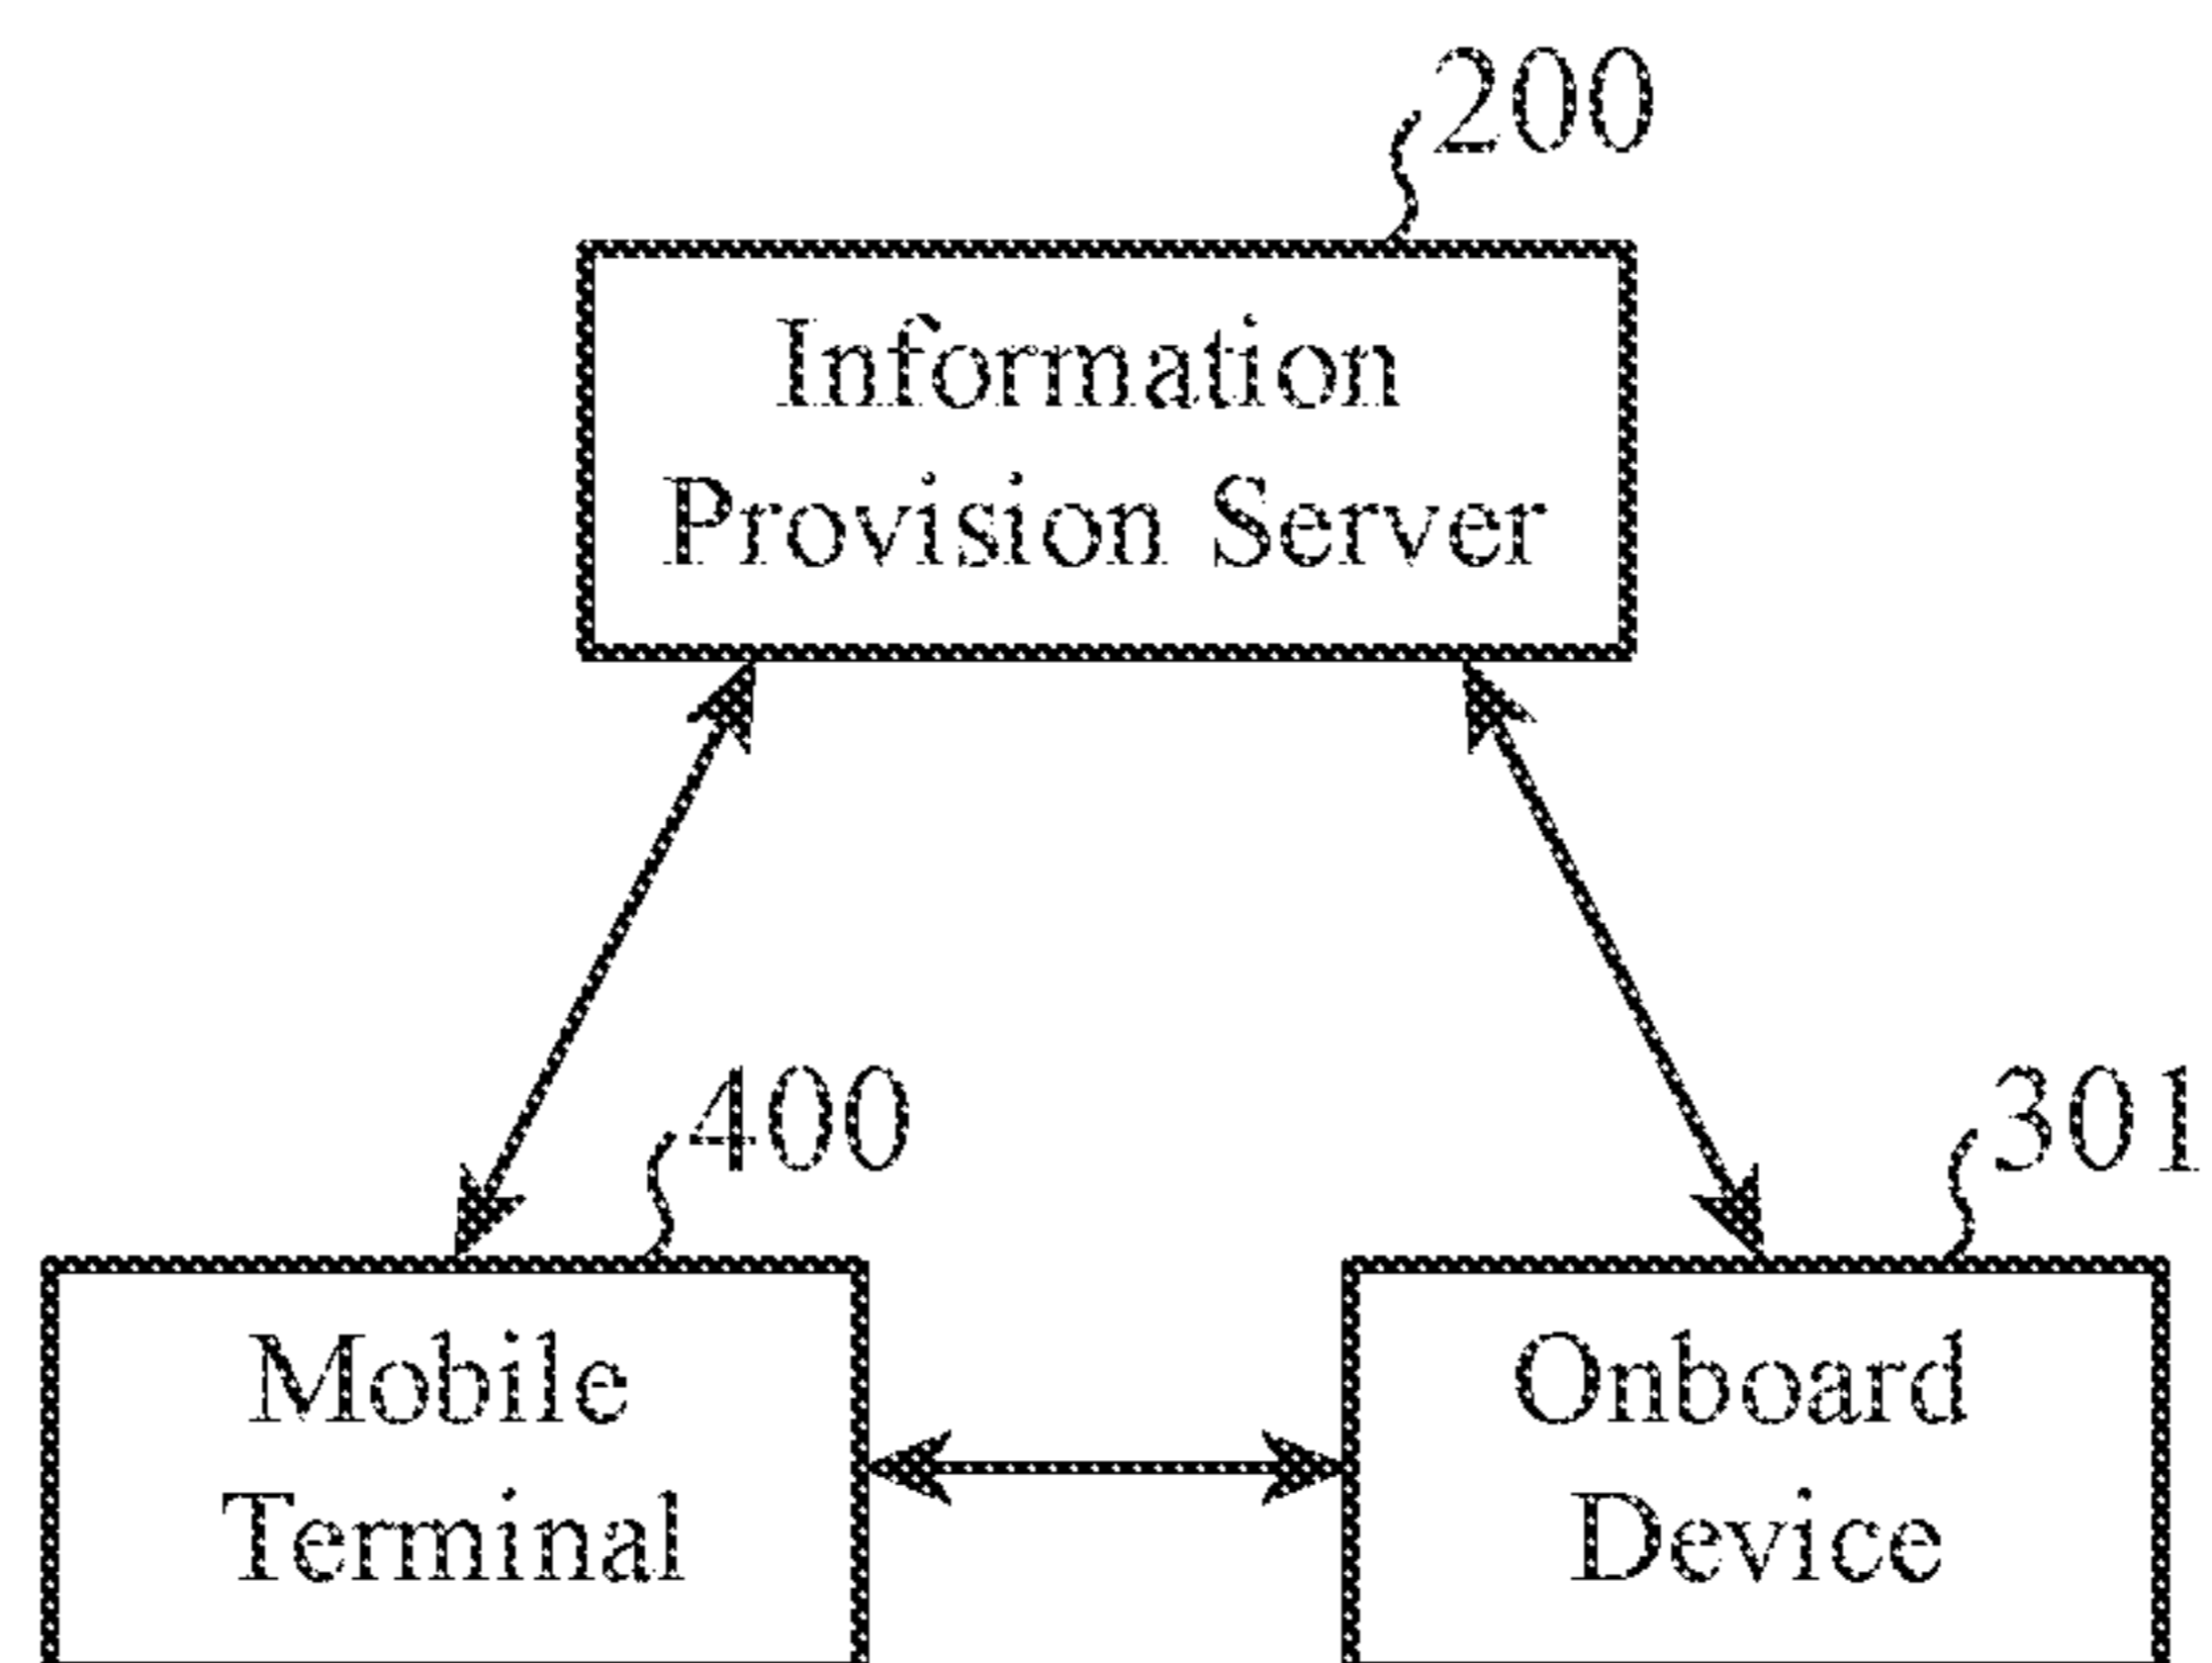 200
Information
Provision Server
400
301
Mobile
Terminal
Onboard
Device